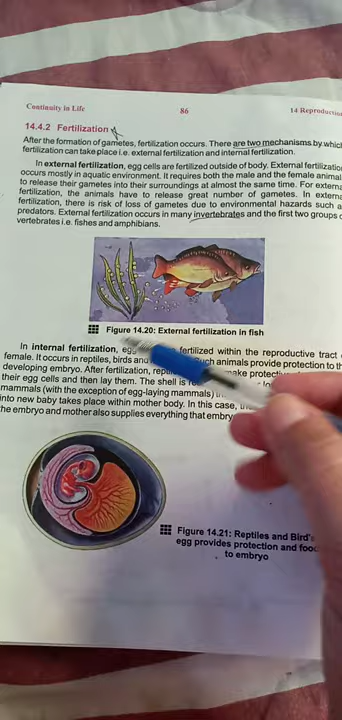 Continuity in Life 86 14 Reproduction
14.4.2 Fertilization
After the formation of gametes, fertilization occurs. There are two mechanisms by which
fertilization can take place i.e. external fertilization and internal fertilization.
In external fertilization, egg cells are fertilized outside of body. External fertilization
occurs mostly in aquatic environment. It requires both the male and the female animals
to release their gametes into their surroundings at almost the same time. For external
fertilization, the animals have to release great number of gametes. In external
fertilization, there is risk of loss of gametes due to environmental hazards such as
predators. External fertilization occurs in many invertebrates and the first two groups of
vertebrates i.e. fishes and amphibians.
Figure 14.20: External fertilization in fish
In internal fertilization, egg fertilized within the reproductive tract
female. It occurs in reptiles, birds and Such animals provide protection to the
developing embryo. After fertilization, make
their egg cells and then lay them. The shell is
mammals (with the exception of egg-laying mammals)
into new baby takes place within mother body. In this case,
the embryo and mother also supplies everything that
Figure 14.21: Reptiles and Bird's
egg provides protection and food
to embryo